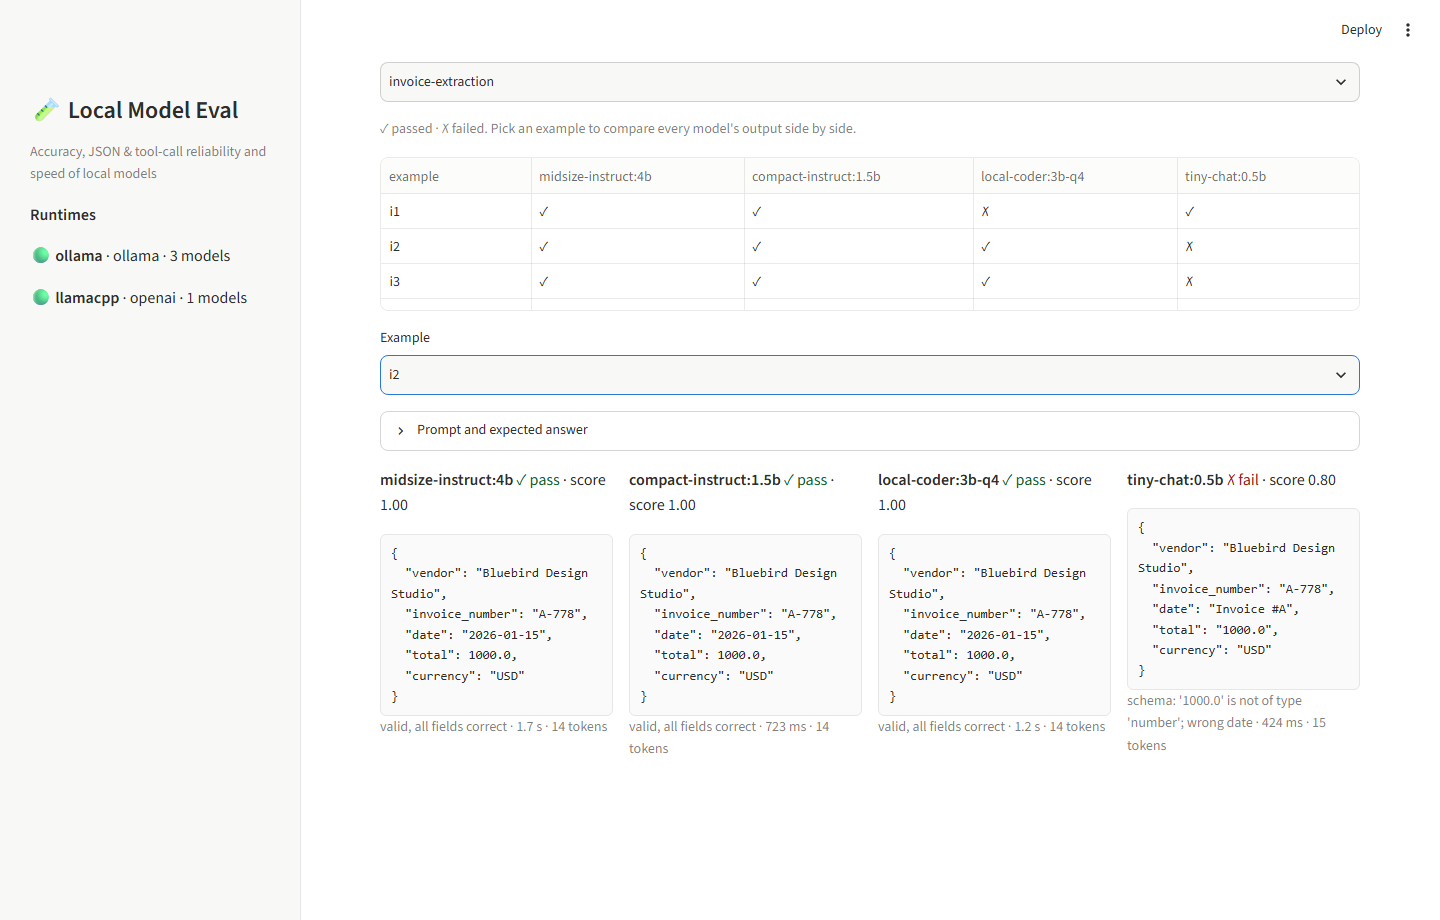 Deploy
Local Model Eval
Accuracy, JSON & tool-call reliability and
speed of local models
Runtimes
ollama · ollama · 3 models
llamacpp · openai · 1 models
invoice-extraction
✓ passed · ✗ failed. Pick an example to compare every model's output side by side.
example midsize-instruct:4b compact-instruct:1.5b local-coder:3b-q4 tiny-chat:0.5b
i1 ✓ ✓ ✗ ✓
i2 ✓ ✓ ✓ ✗
i3 ✓ ✓ ✓ ✗
Example
i2
Prompt and expected answer
midsize-instruct:4b ✓ pass · score
1.00
{
  "vendor": "Bluebird Design
Studio",
  "invoice_number": "A-778",
  "date": "2026-01-15",
  "total": 1000.0,
  "currency": "USD"
}
valid, all fields correct · 1.7 s · 14 tokens
compact-instruct:1.5b ✓ pass ·
score 1.00
{
  "vendor": "Bluebird Design
Studio",
  "invoice_number": "A-778",
  "date": "2026-01-15",
  "total": 1000.0,
  "currency": "USD"
}
valid, all fields correct · 723 ms · 14
tokens
local-coder:3b-q4 ✓ pass · score
1.00
{
  "vendor": "Bluebird Design
Studio",
  "invoice_number": "A-778",
  "date": "2026-01-15",
  "total": 1000.0,
  "currency": "USD"
}
valid, all fields correct · 1.2 s · 14 tokens
tiny-chat:0.5b ✗ fail · score 0.80
{
  "vendor": "Bluebird Design
Studio",
  "invoice_number": "A-778",
  "date": "Invoice #A",
  "total": "1000.0",
  "currency": "USD"
}
schema: '1000.0' is not of type
'number'; wrong date · 424 ms · 15
tokens